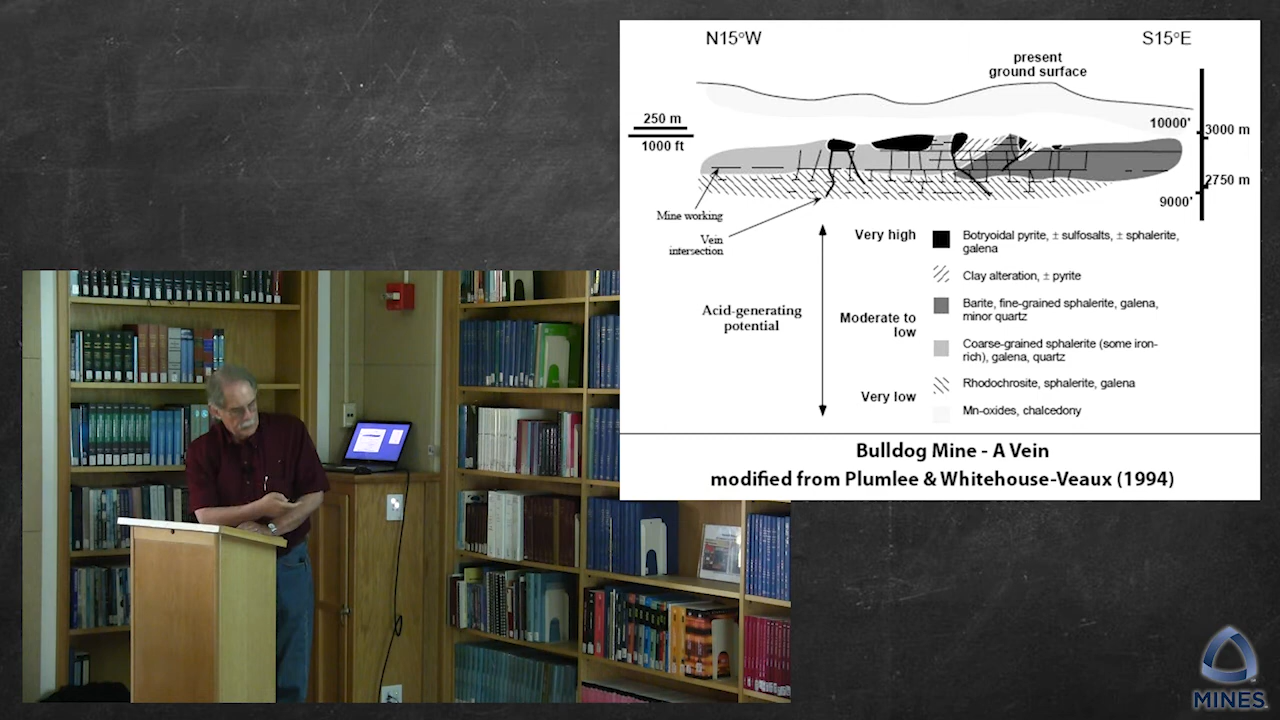 N15°W
S15°E
present
ground surface
250 m
1000 ft
10000'
3000 m
2750 m
9000'
Mine working
Vein
intersection
Acid-generating
potential
Very high
Moderate to
low
Very low
Botryoidal pyrite, ± sulfosalts, ± sphalerite,
galena
Clay alteration, ± pyrite
Barite, fine-grained sphalerite, galena,
minor quartz
Coarse-grained sphalerite (some iron-
rich), galena, quartz
Rhodochrosite, sphalerite, galena
Mn-oxides, chalcedony
Bulldog Mine - A Vein
modified from Plumlee & Whitehouse-Veaux (1994)
MINES